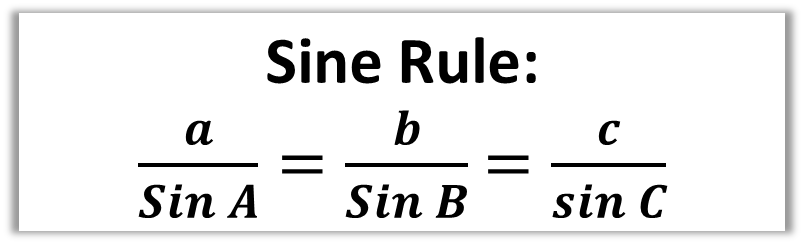 Sine Rule:
a/Sin A = b/Sin B = c/sin C